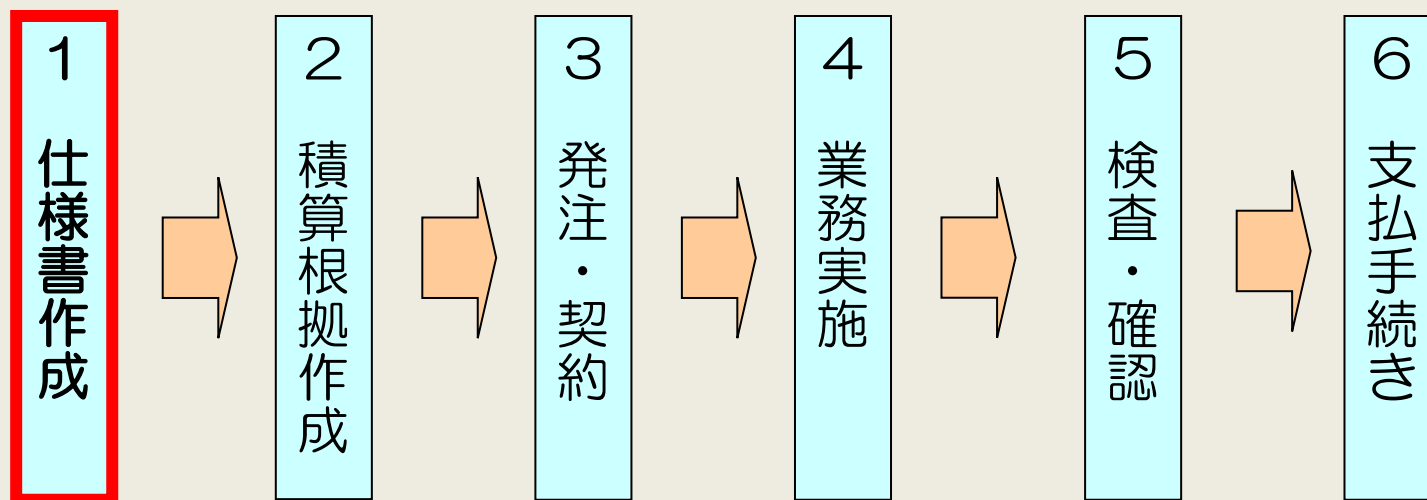 １　仕様書作成
２　積算根拠作成
３　発注・契約
４　業務実施
５　検査・確認
６　支払手続き